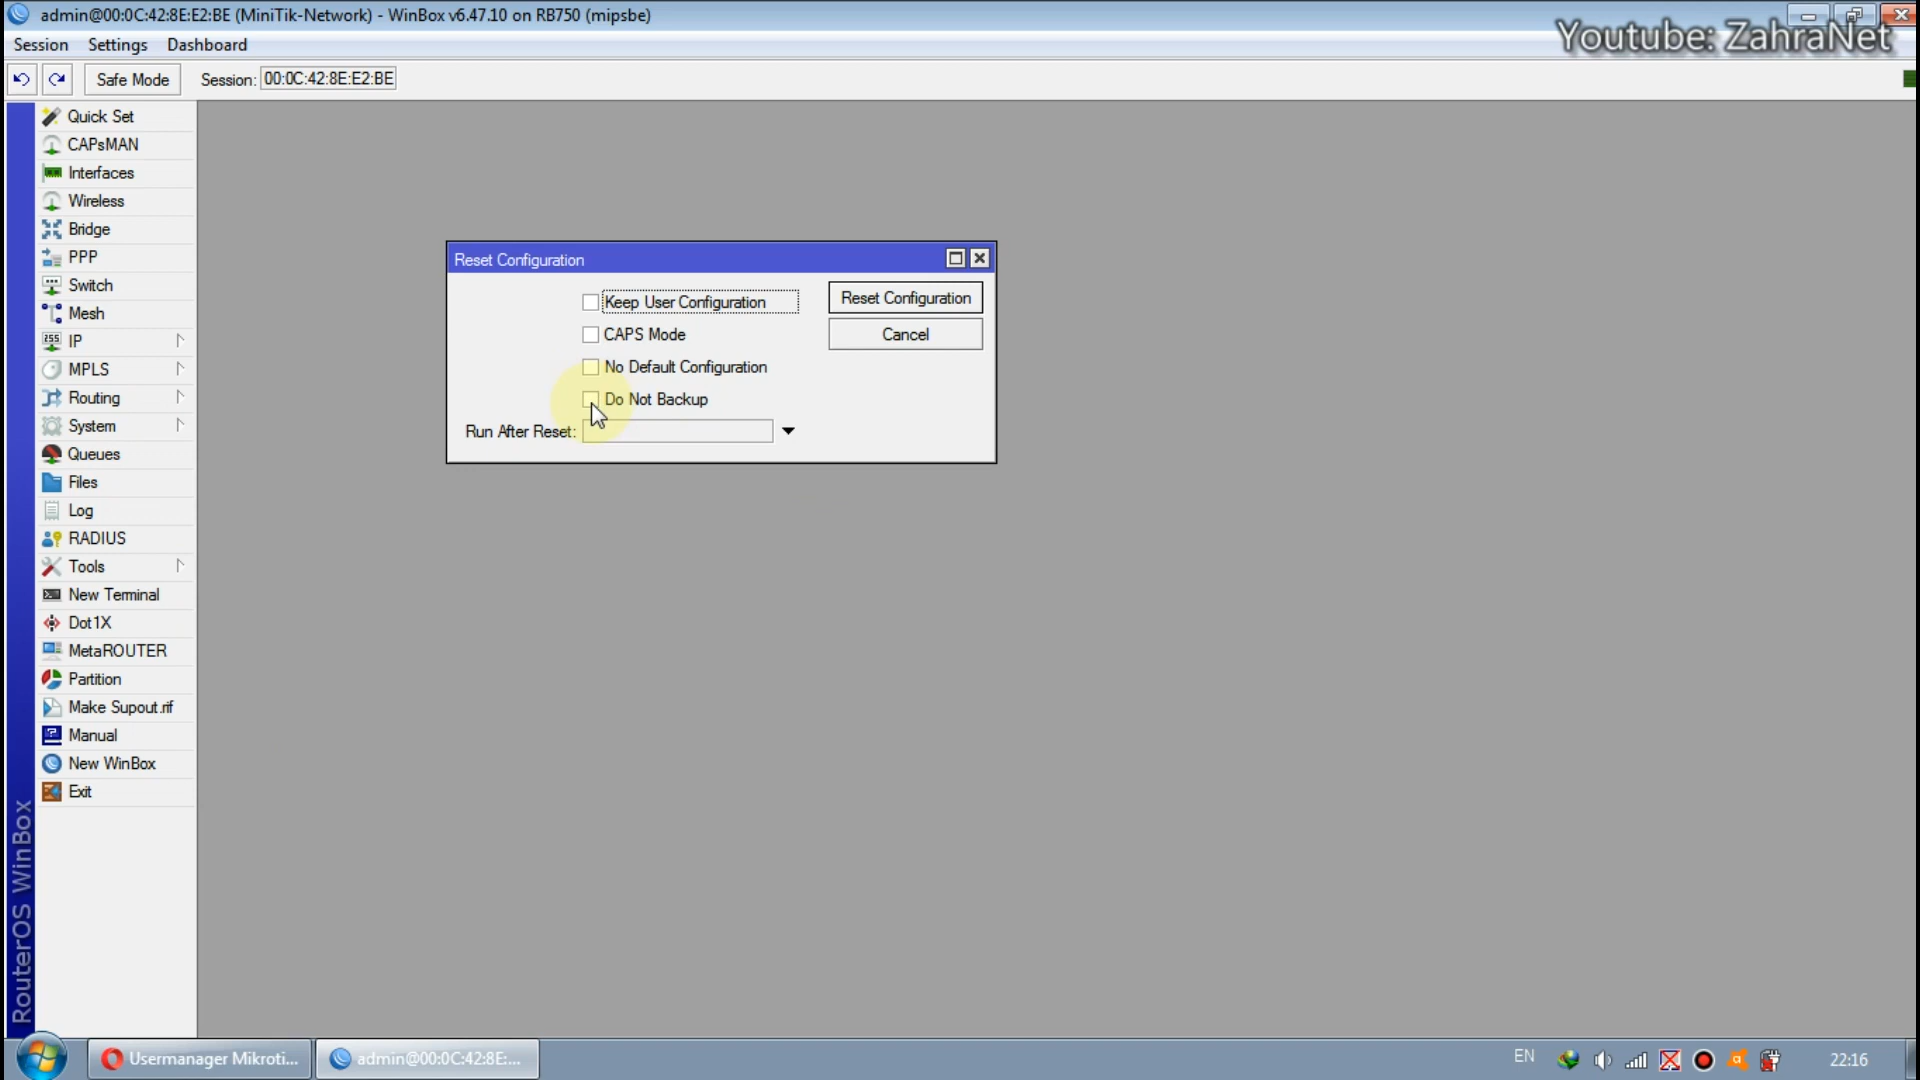 admin@00:0C:42:8E:E2:BE (MiniTik-Network) - WinBox v6.47.10 on RB750 (mipsbe)
Youtube: ZahraNet
Session Settings Dashboard
Safe Mode Session: 00:0C:42:8E:E2:BE
Quick Set
CAPsMAN
Interfaces
Wireless
Bridge
PPP
Switch
Mesh
255 IP
MPLS
Routing
System
Queues
Files
Log
RADIUS
Tools
New Terminal
Dot1X
MetaROUTER
Partition
Make Supout.rif
Manual
New WinBox
Exit
RouterOS WinBox
Reset Configuration
Keep User Configuration
CAPS Mode
No Default Configuration
Do Not Backup
Run After Reset:
Reset Configuration
Cancel
Usermanager Mikroti...
admin@00:0C:42:8E:...
EN
22:16